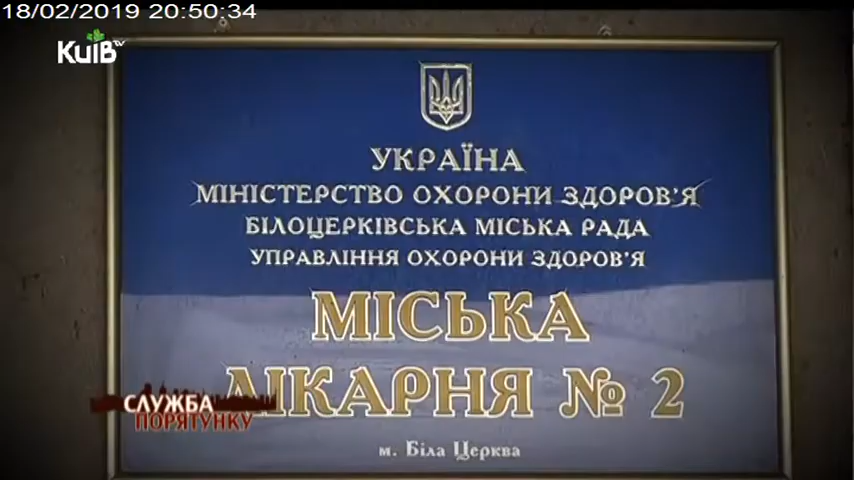 18/02/2019 20:50:34
Київ TV
УКРАЇНА
МІНІСТЕРСТВО ОХОРОНИ ЗДОРОВ'Я
БІЛОЦЕРКІВСЬКА МІСЬКА РАДА
УПРАВЛІННЯ ОХОРОНИ ЗДОРОВ'Я
МІСЬКА
ЛІКАРНЯ № 2
СЛУЖБА
ПОРЯТУНКУ
м. Біла Церква